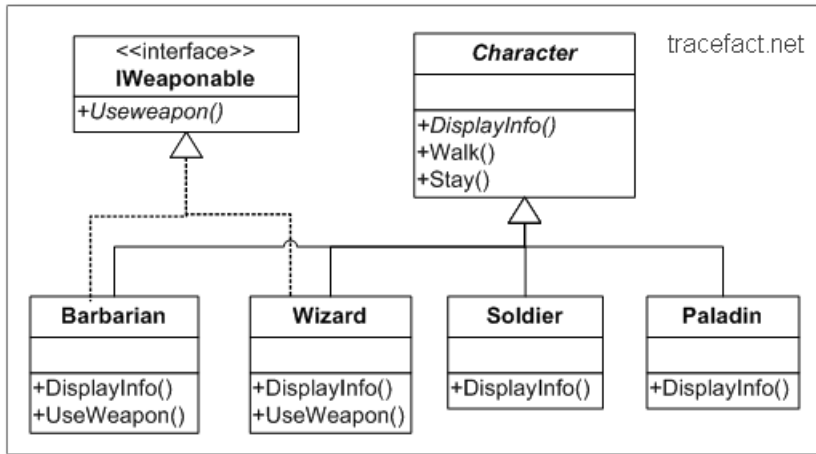 <<interface>>
IWeaponable
+Useweapon()
Character
+DisplayInfo()
+Walk()
+Stay()
tracefact.net
Barbarian
+DisplayInfo()
+UseWeapon()
Wizard
+DisplayInfo()
+UseWeapon()
Soldier
+DisplayInfo()
Paladin
+DisplayInfo()